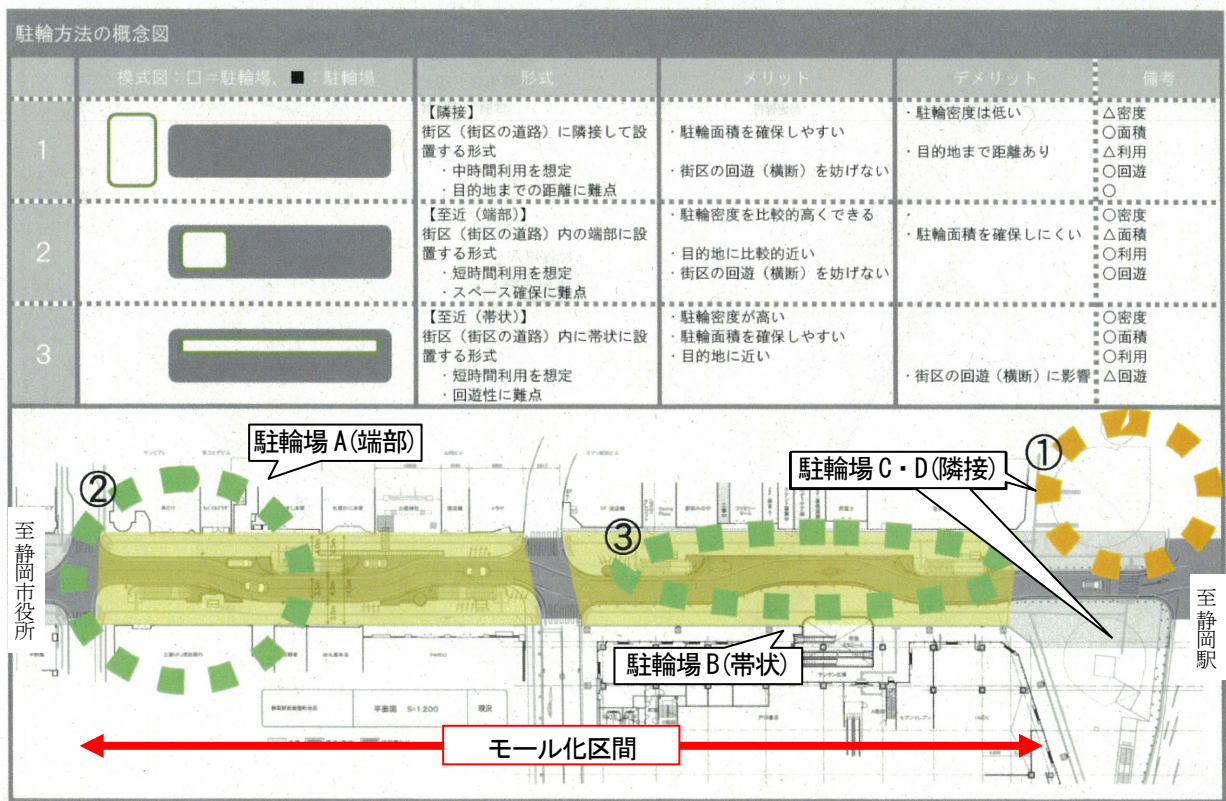 駐輪方法の概念図
模式図：□＝駐輪場、■：駐輪場
形式
メリット
デメリット
備考
1
【隣接】
街区（街区の道路）に隣接して設
置する形式
・中時間利用を想定
・目的地までの距離に難点
・駐輪面積を確保しやすい
・街区の回遊（横断）を妨げない
・駐輪密度は低い
・目的地まで距離あり
△密度
○面積
△利用
○回遊
○
2
【至近（端部）】
街区（街区の道路）内の端部に設
置する形式
・短時間利用を想定
・スペース確保に難点
・駐輪密度を比較的高くできる
・目的地に比較的近い
・街区の回遊（横断）を妨げない
・
・駐輪面積を確保しにくい
○密度
△面積
○利用
○回遊
3
【至近（帯状）】
街区（街区の道路）内に帯状に設
置する形式
・短時間利用を想定
・回遊性に難点
・駐輪密度が高い
・駐輪面積を確保しやすい
・目的地に近い
・街区の回遊（横断）に影響
○密度
○面積
○利用
△回遊
駐輪場A(端部)
駐輪場C・D(隣接)
①
②
③
至静岡市役所
至静岡駅
駐輪場B(帯状)
平面図 S=1:200
現況
モール化区間